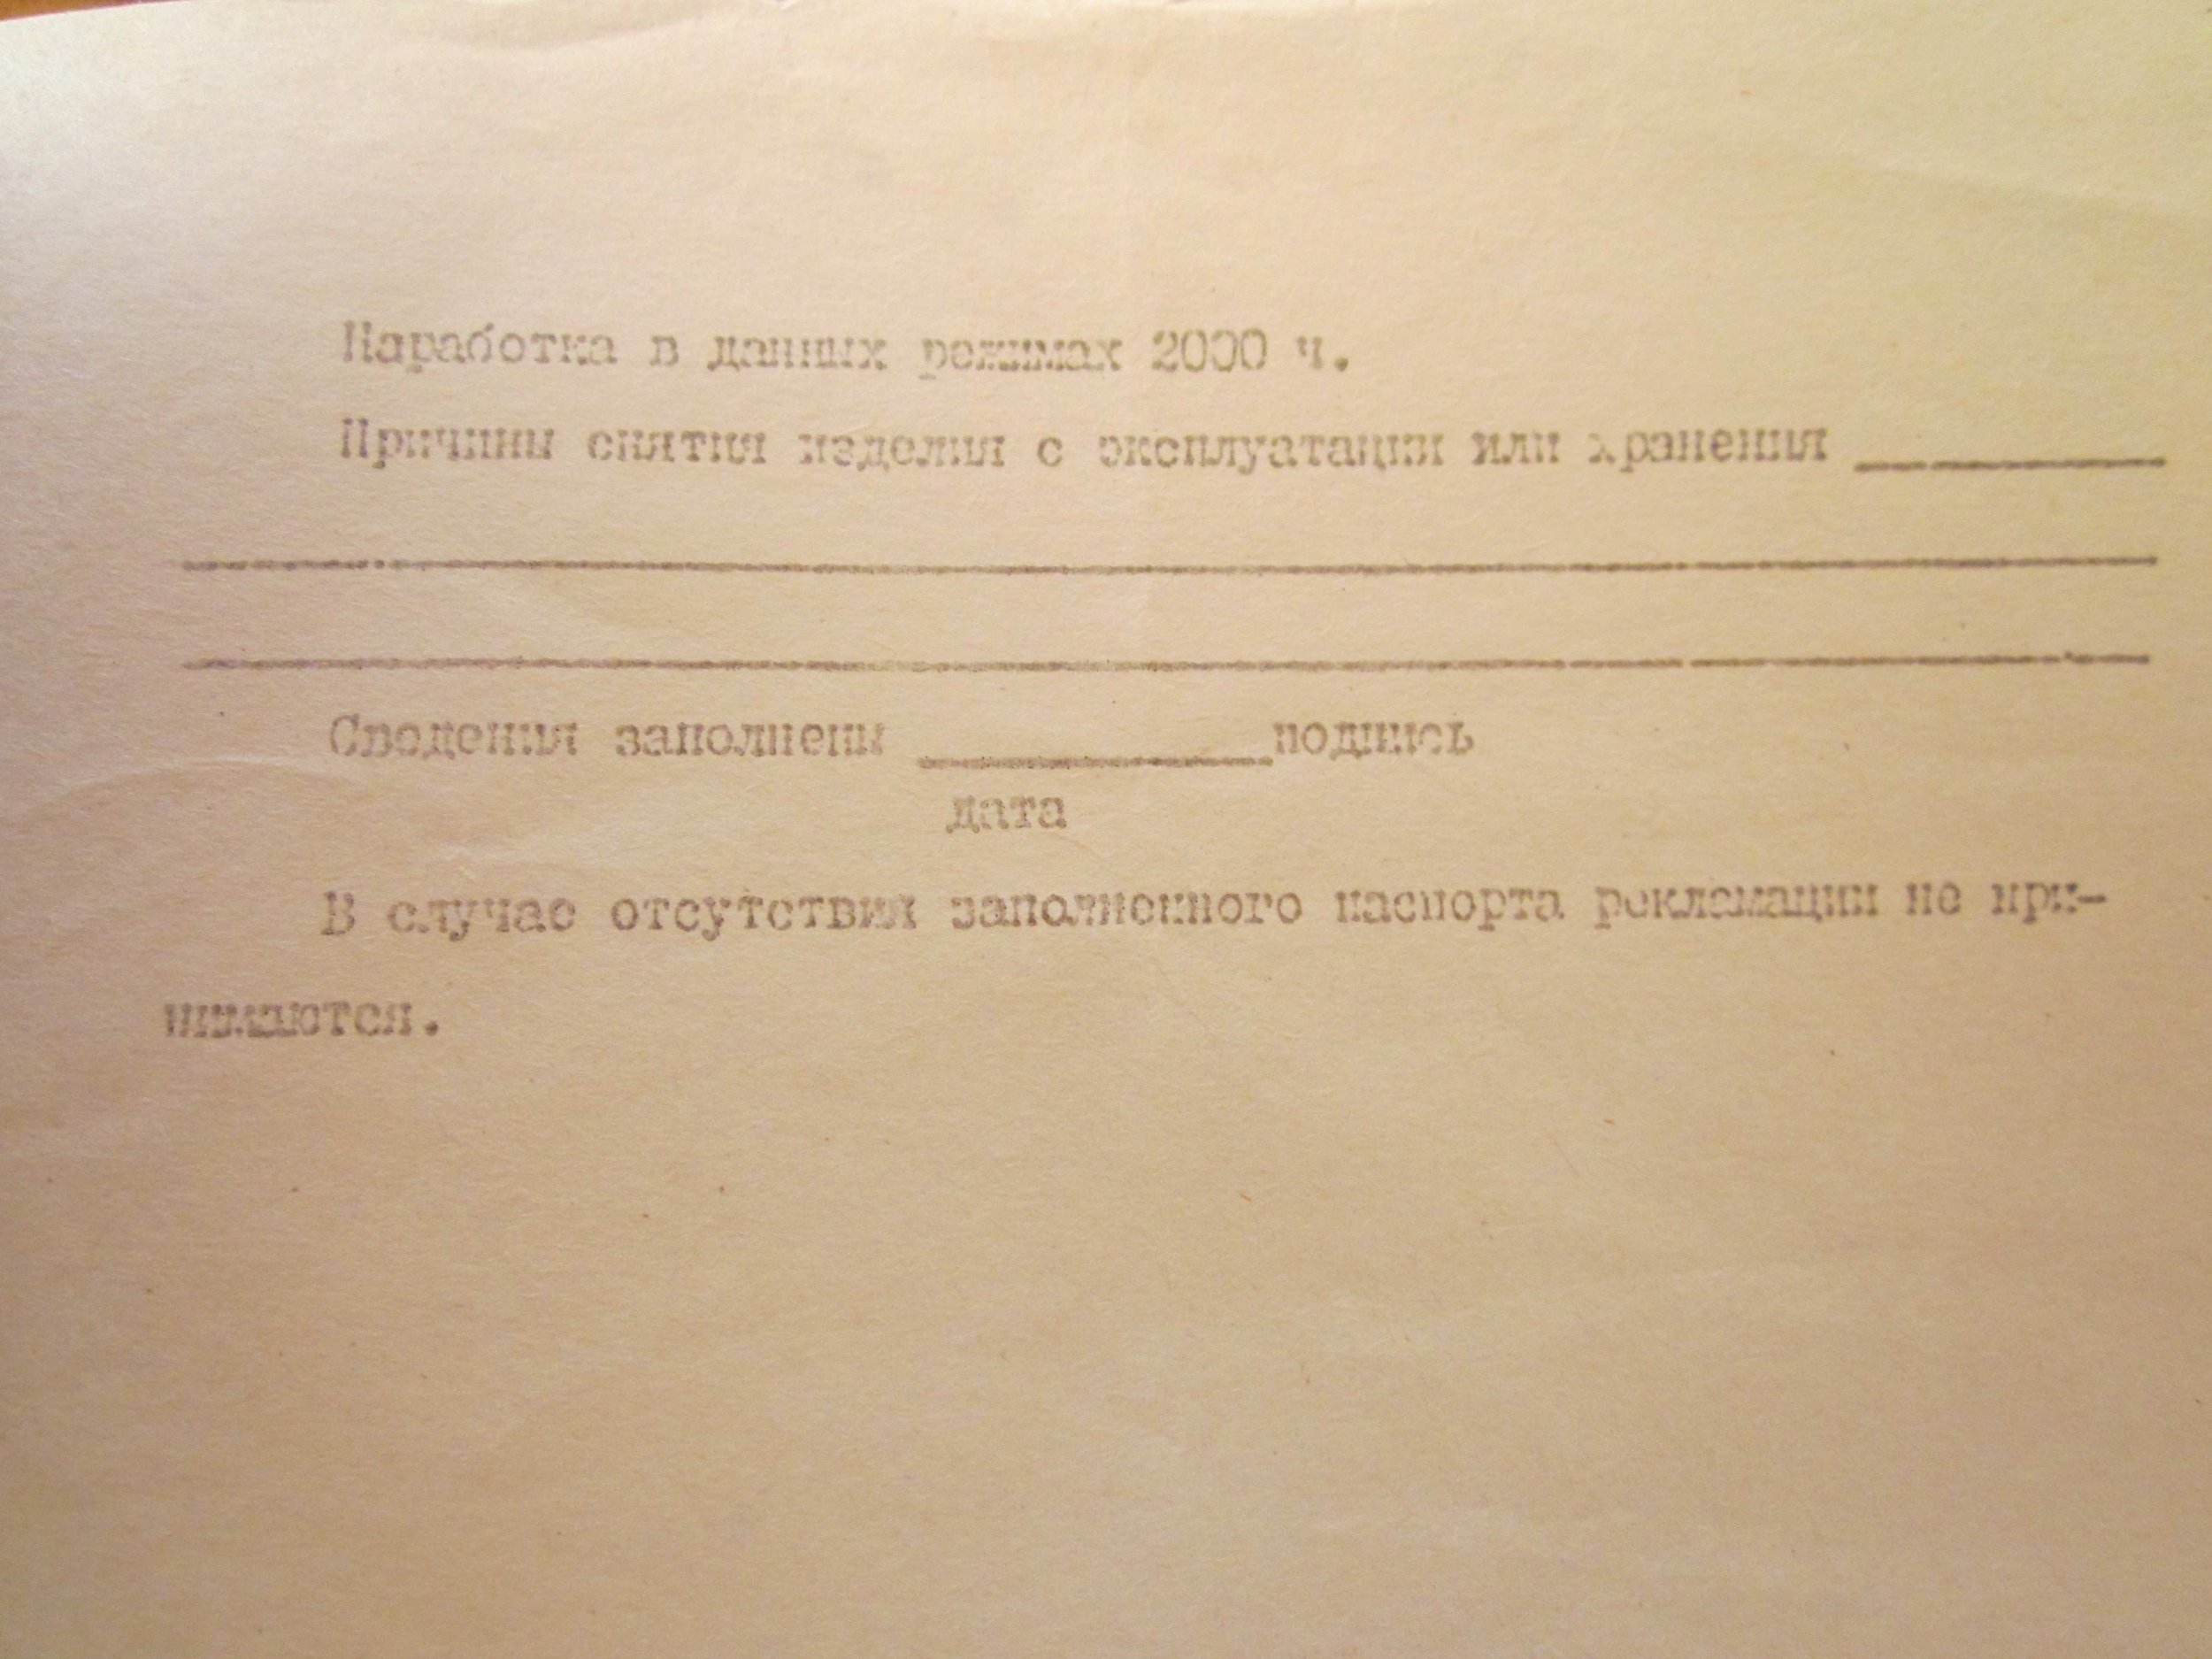 Наработка в данных режимах 2000 ч.
Причины снятия изделия с эксплуатации или хранения
Сведения заполнены подпись
дата
В случае отсутствия заполненного паспорта рекламации не при-
нимаются.